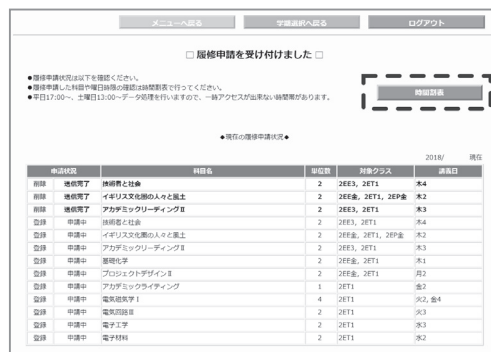 メニューへ戻る 学期選択へ戻る ログアウト
□ 履修申請を受け付けました □
●履修申請状況は以下を確認ください。
●履修申請した科目や曜日時限の確認は時間割表で行ってください。
●平日17:00～、土曜日13:00～データ処理を行いますので、一時アクセスが出来ない時間帯があります。
時間割表
◆現在の履修申請状況◆
2018/ 現在
申請状況 科目名 単位数 対象クラス 講義日
削除 送信完了 技術者と社会 2 2EE3, 2ET1 木4
削除 送信完了 イギリス文化圏の人々と風土 2 2EE金, 2ET1, 2EP金 木2
削除 送信完了 アカデミックリーディングⅡ 2 2EE3, 2ET1 木3
登録 申請中 技術者と社会 2 2EE3, 2ET1 木4
登録 申請中 イギリス文化圏の人々と風土 2 2EE金, 2ET1, 2EP金 木2
登録 申請中 アカデミックリーディングⅡ 2 2EE3, 2ET1 木3
登録 申請中 基礎化学 2 2EE金, 2ET1 木1
登録 申請中 プロジェクトデザインⅡ 2 2EE金, 2ET1 月2
登録 申請中 アカデミックライティング 1 2ET1 金2
登録 申請中 電気磁気学Ⅰ 4 2ET1 火2, 金4
登録 申請中 電気回路Ⅱ 2 2ET1 火3
登録 申請中 電子工学 2 2ET1 水3
登録 申請中 電子材料 2 2ET1 水2